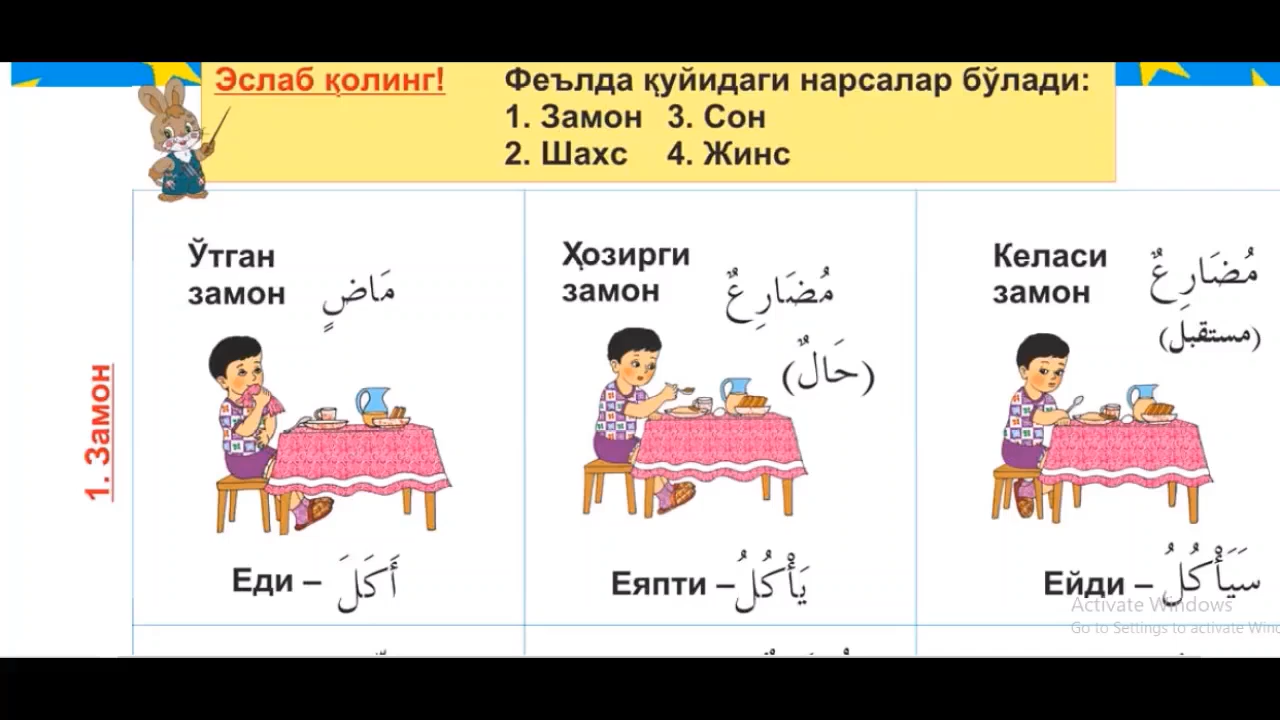 Эслаб қолинг!
Феълда қуйидаги нарсалар бўлади:
1. Замон 3. Сон
2. Шахс 4. Жинс
1. Замон
Ўтган
замон مَاضٍ
Еди – أَكَلَ
Ҳозирги
замон مُضَارِعٌ
(حَالٌ)
Еяпти – يَأْكُلُ
Келаси
замон مُضَارِعٌ
(مستقبل)
Ейди – سَيَأْكُلُ
Activate Windows
Go to Settings to activate Win